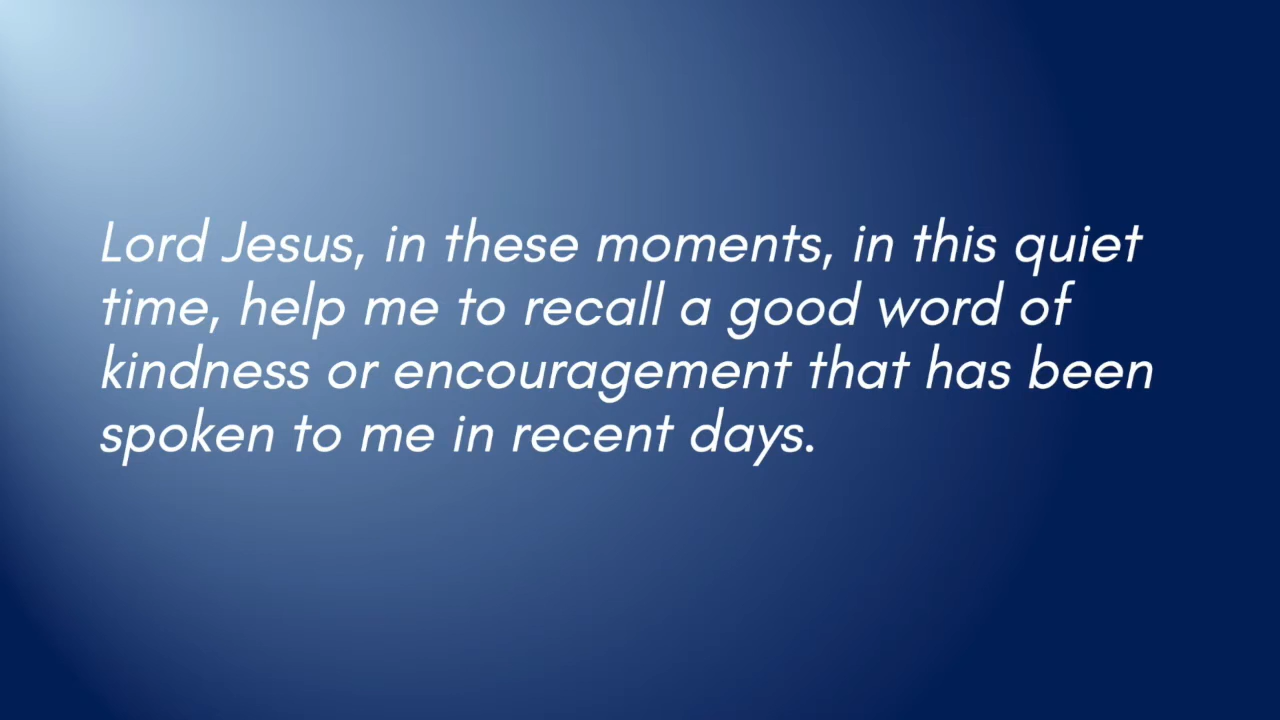 Lord Jesus, in these moments, in this quiet
time, help me to recall a good word of
kindness or encouragement that has been
spoken to me in recent days.